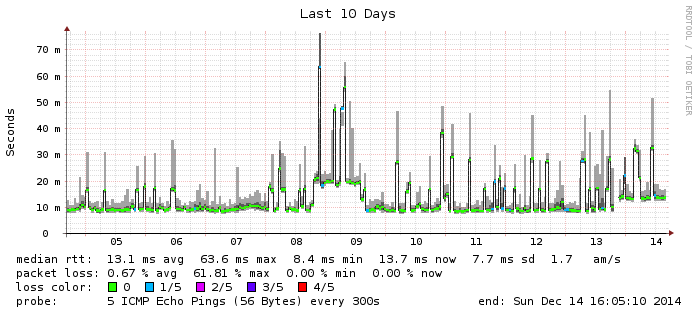 Last 10 Days
RRDTOOL / TOBI OETIKER
Seconds
70 m
60 m
50 m
40 m
30 m
20 m
10 m
0
05 06 07 08 09 10 11 12 13 14
median rtt: 13.1 ms avg 63.6 ms max 8.4 ms min 13.7 ms now 7.7 ms sd 1.7 am/s
packet loss: 0.67 % avg 61.81 % max 0.00 % min 0.00 % now
loss color: 0 1/5 2/5 3/5 4/5
probe: 5 ICMP Echo Pings (56 Bytes) every 300s end: Sun Dec 14 16:05:10 2014